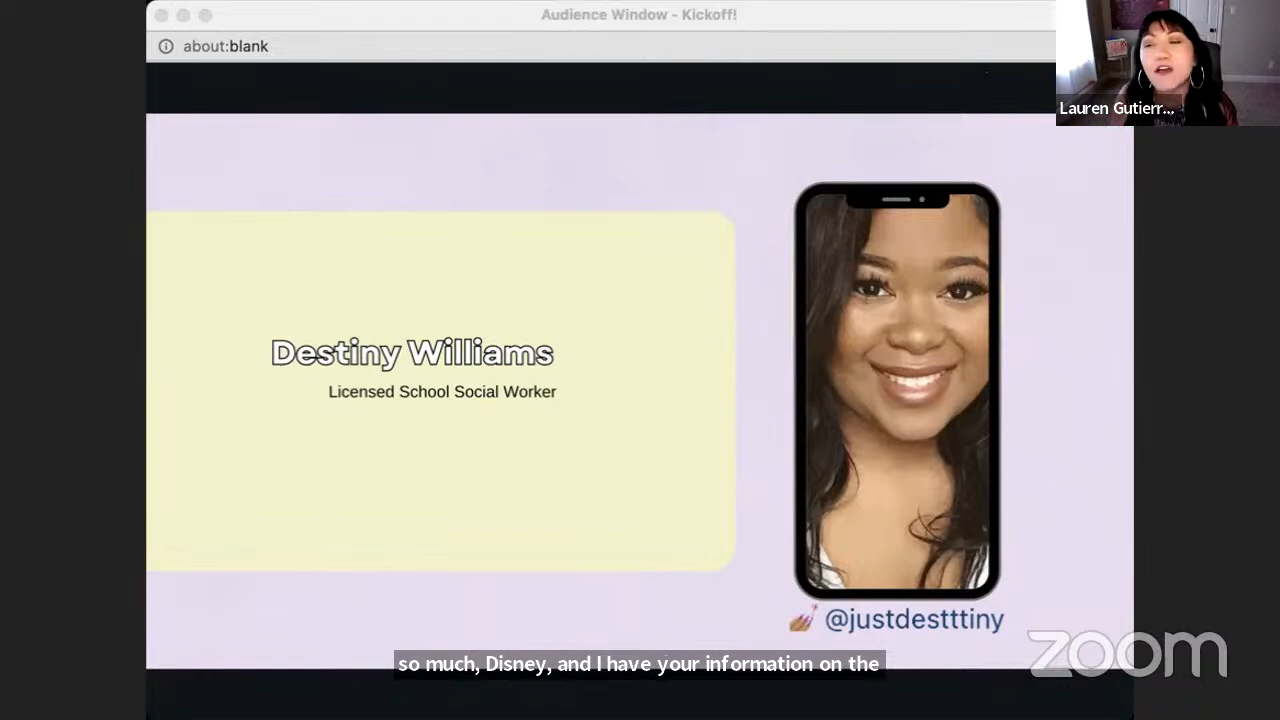 Audience Window - Kickoff!
about:blank
Lauren Gutierr...
Destiny Williams
Licensed School Social Worker
@justdestttiny
zoom
so much, Disney, and I have your information on the